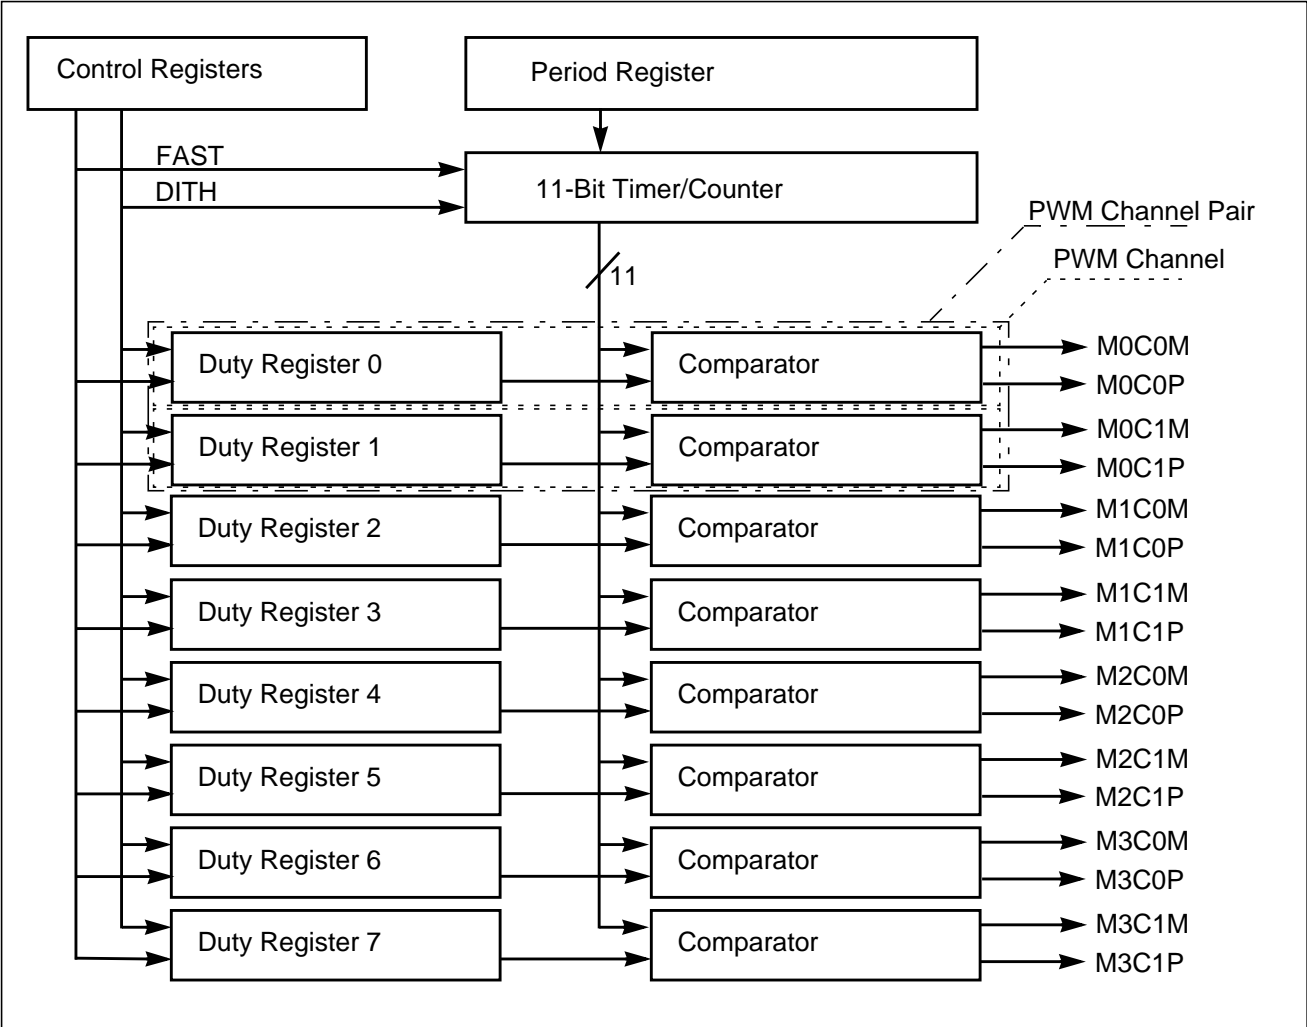 Control Registers
Period Register
FAST
DITH
11-Bit Timer/Counter
PWM Channel Pair
PWM Channel
11
Duty Register 0
Comparator
M0C0M
M0C0P
Duty Register 1
Comparator
M0C1M
M0C1P
Duty Register 2
Comparator
M1C0M
M1C0P
Duty Register 3
Comparator
M1C1M
M1C1P
Duty Register 4
Comparator
M2C0M
M2C0P
Duty Register 5
Comparator
M2C1M
M2C1P
Duty Register 6
Comparator
M3C0M
M3C0P
Duty Register 7
Comparator
M3C1M
M3C1P